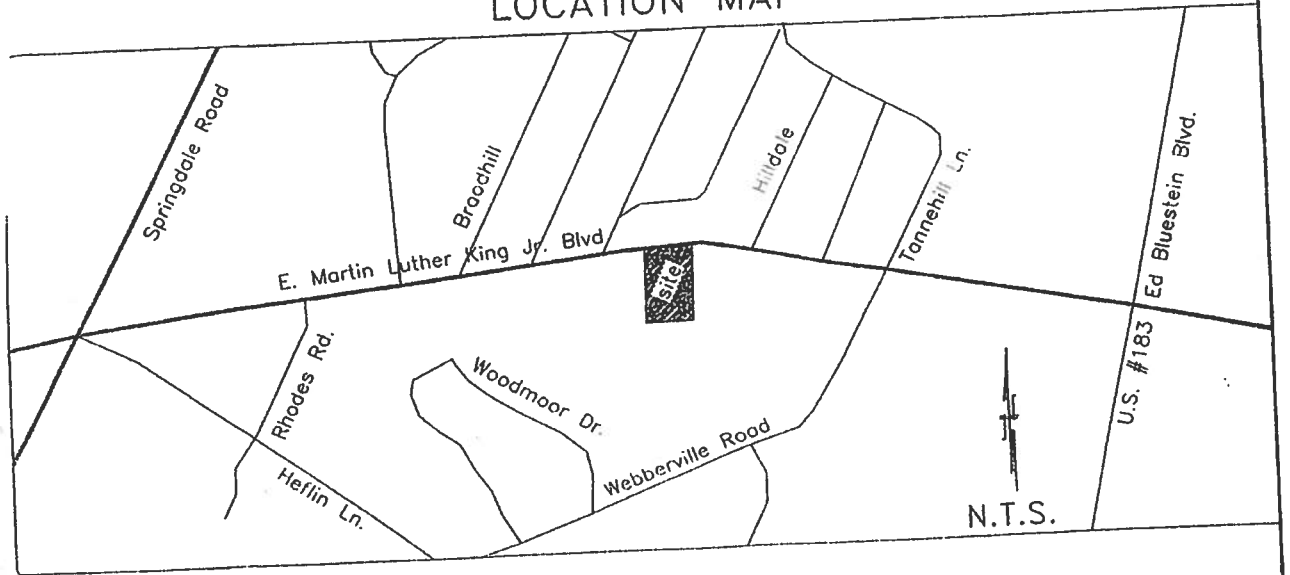 LOCATION MAP
Springdale Road
Braodhill
Hilldale
Tannehill Ln.
Ed Bluestein Blvd.
E. Martin Luther King Jr. Blvd
site
Rhodes Rd.
Woodmoor Dr.
U.S. #183
Webberville Road
Heflin Ln.
N.T.S.